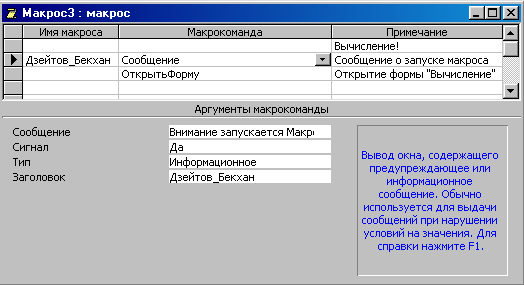 Макрос3 : макрос
Имя макроса Макрокоманда Примечание
Вычисление!
Дзейтов_Бекхан Сообщение Сообщение о запуске макроса
ОткрытьФорму Открытие формы "Вычисление"
Аргументы макрокоманды
Сообщение Внимание запускается Макро
Сигнал Да
Тип Информационное
Заголовок Дзейтов_Бекхан
Вывод окна, содержащего
предупреждающее или
информационное
сообщение. Обычно
используется для выдачи
сообщений при нарушении
условий на значения. Для
справки нажмите F1.